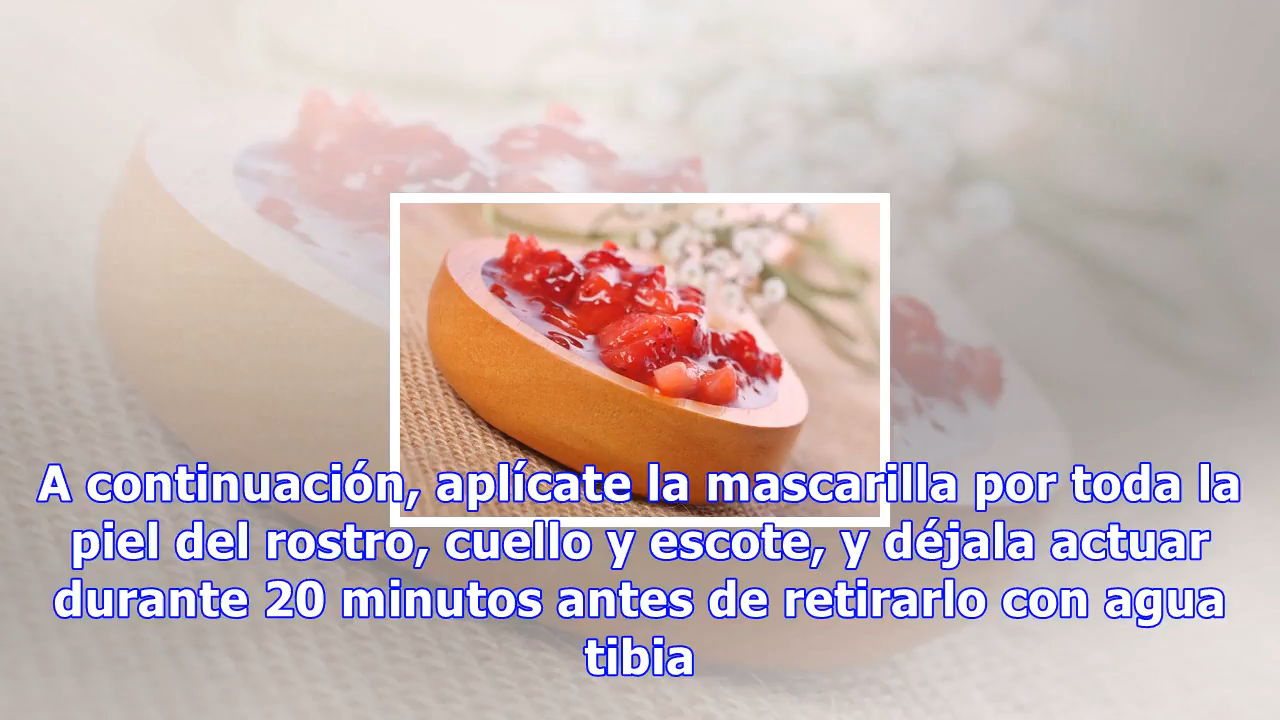 A continuación, aplícate la mascarilla por toda la
piel del rostro, cuello y escote, y déjala actuar
durante 20 minutos antes de retirarlo con agua
tibia